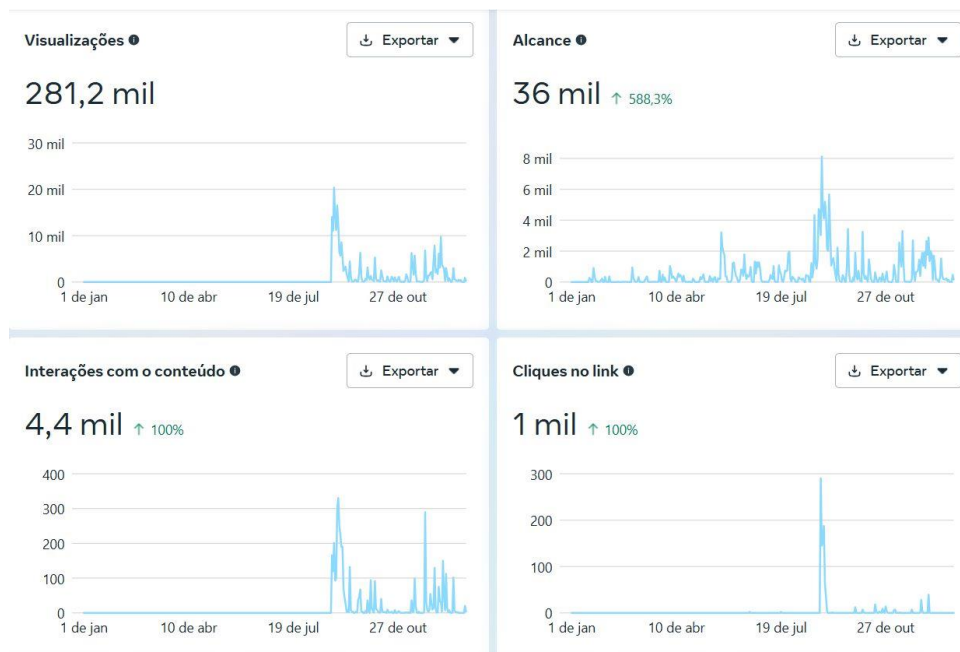 Visualizações
Exportar
281,2 mil
30 mil
20 mil
10 mil
0
1 de jan
10 de abr
19 de jul
27 de out
Alcance
Exportar
36 mil ↑ 588,3%
8 mil
6 mil
4 mil
2 mil
0
1 de jan
10 de abr
19 de jul
27 de out
Interações com o conteúdo
Exportar
4,4 mil ↑ 100%
400
300
200
100
0
1 de jan
10 de abr
19 de jul
27 de out
Cliques no link
Exportar
1 mil ↑ 100%
300
200
100
0
1 de jan
10 de abr
19 de jul
27 de out